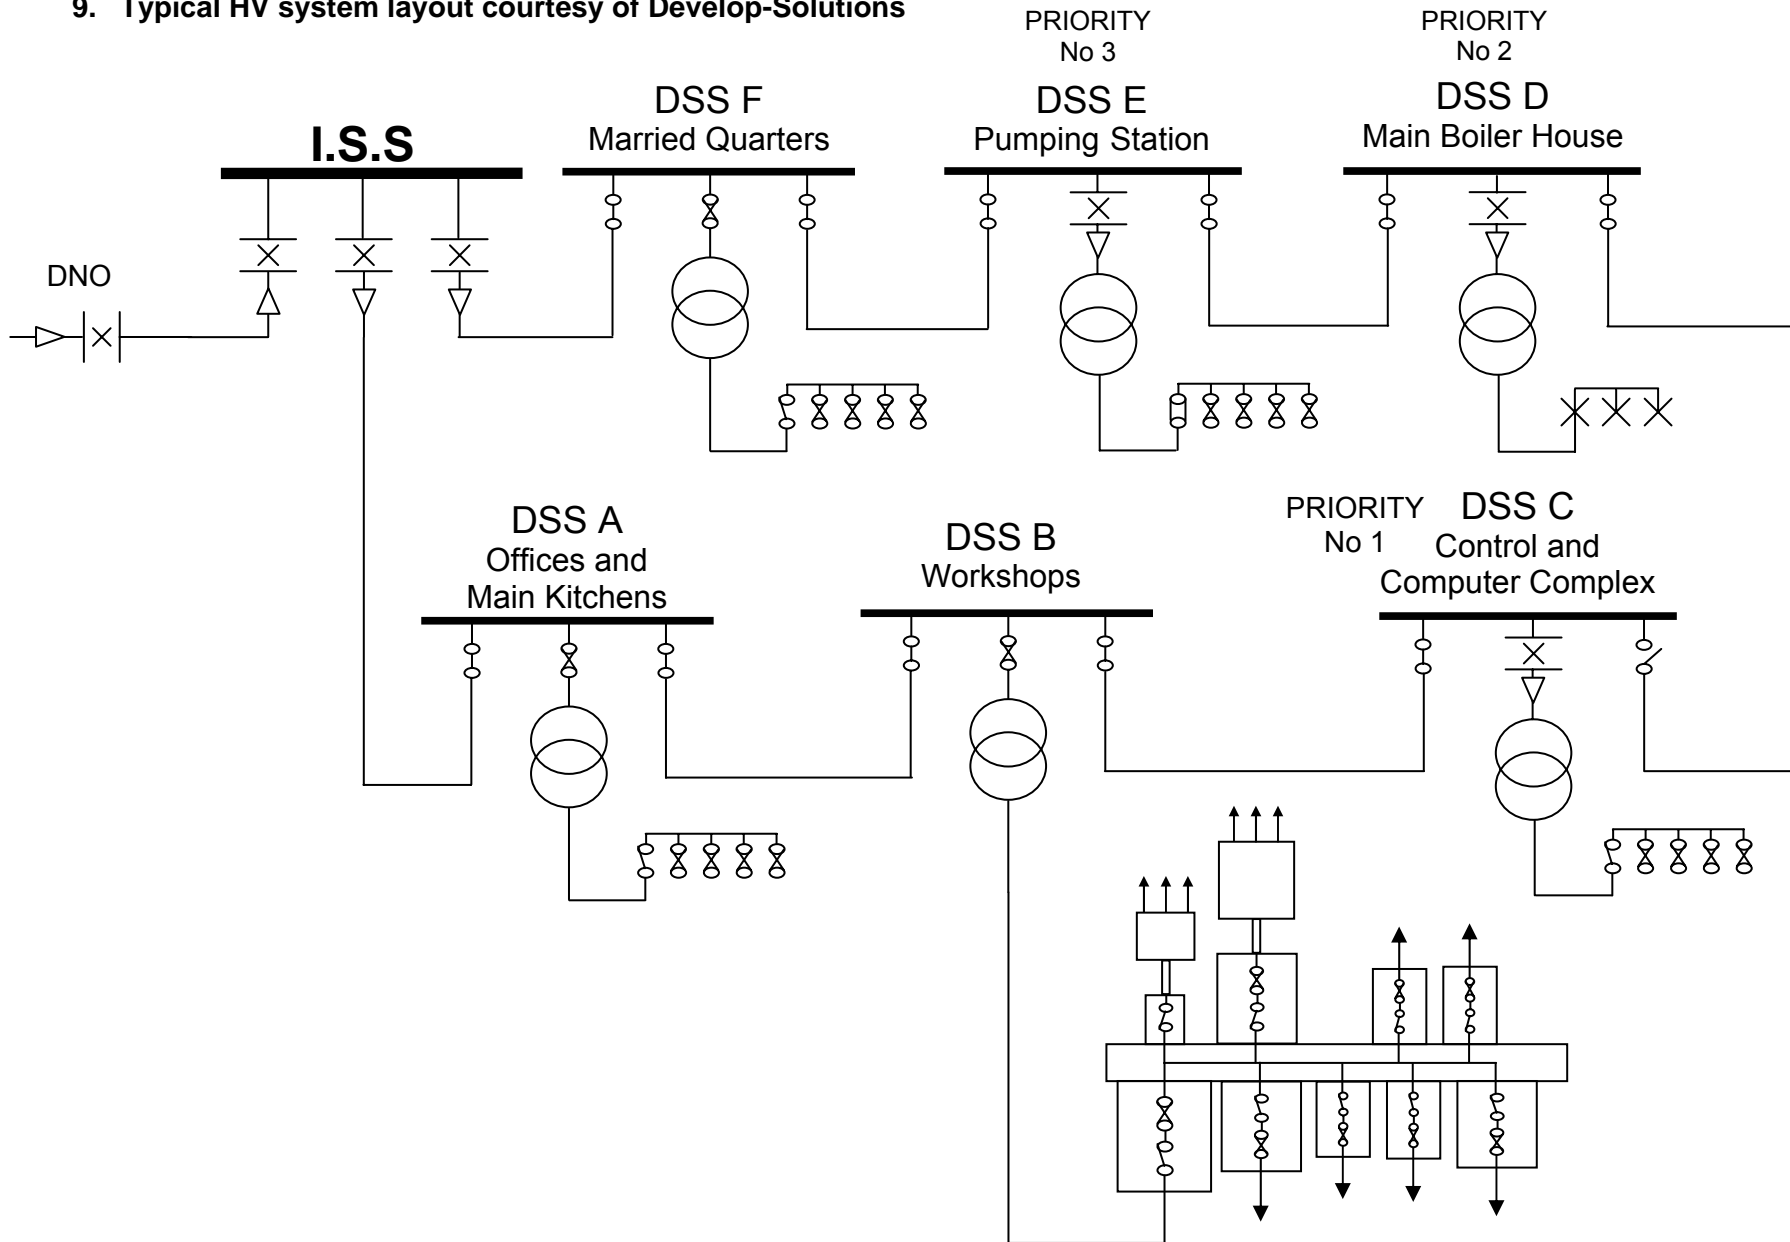 9. Typical HV system layout courtesy of Develop-Solutions
PRIORITY
No 3
PRIORITY
No 2
I.S.S
DSS F
Married Quarters
DSS E
Pumping Station
DSS D
Main Boiler House
DNO
DSS A
Offices and
Main Kitchens
DSS B
Workshops
PRIORITY
No 1
DSS C
Control and
Computer Complex